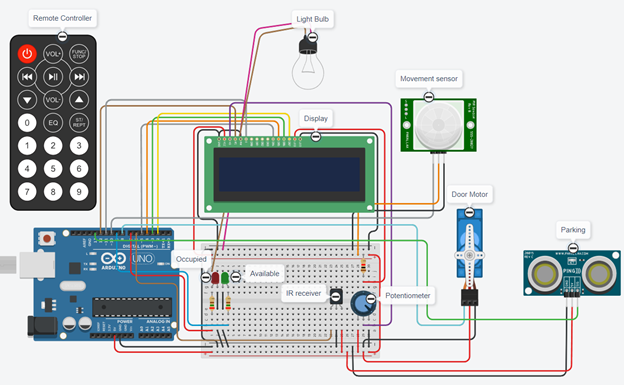 Remote Controller
Light Bulb
VOL+
FUNC/
STOP
VOL-
0
EQ
ST/
REPT
1
2
3
4
5
6
7
8
9
Movement sensor
Display
Door Motor
Parking
PING)))
UNO
ARDUINO
DIGITAL (PWM~)
POWER
ANALOG IN
Occupied
Available
IR receiver
Potentiometer